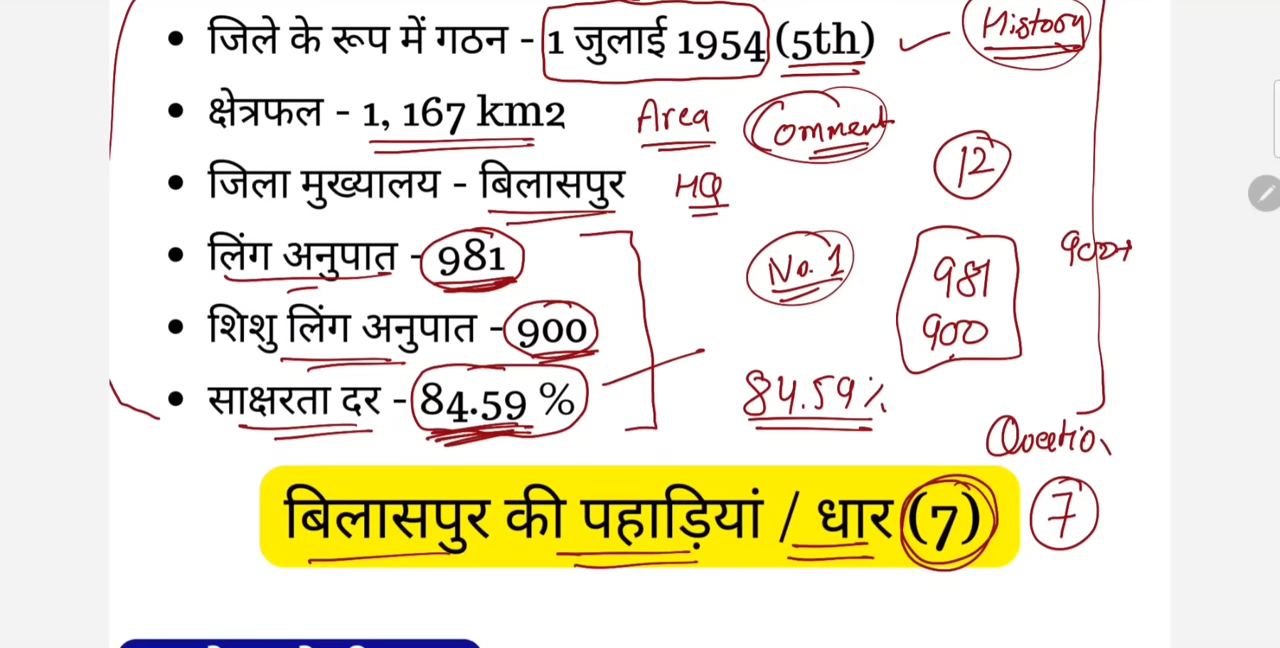 • जिले के रूप में गठन - 1 जुलाई 1954 (5th) History
• क्षेत्रफल - 1, 167 km2 Area Comment
12
• जिला मुख्यालय - बिलासपुर HQ
• लिंग अनुपात - 981 No. 1 981
• शिशु लिंग अनुपात - 900 900
• साक्षरता दर - 84.59 % 84.59%
Question
बिलासपुर की पहाड़ियां / धार (7) 7